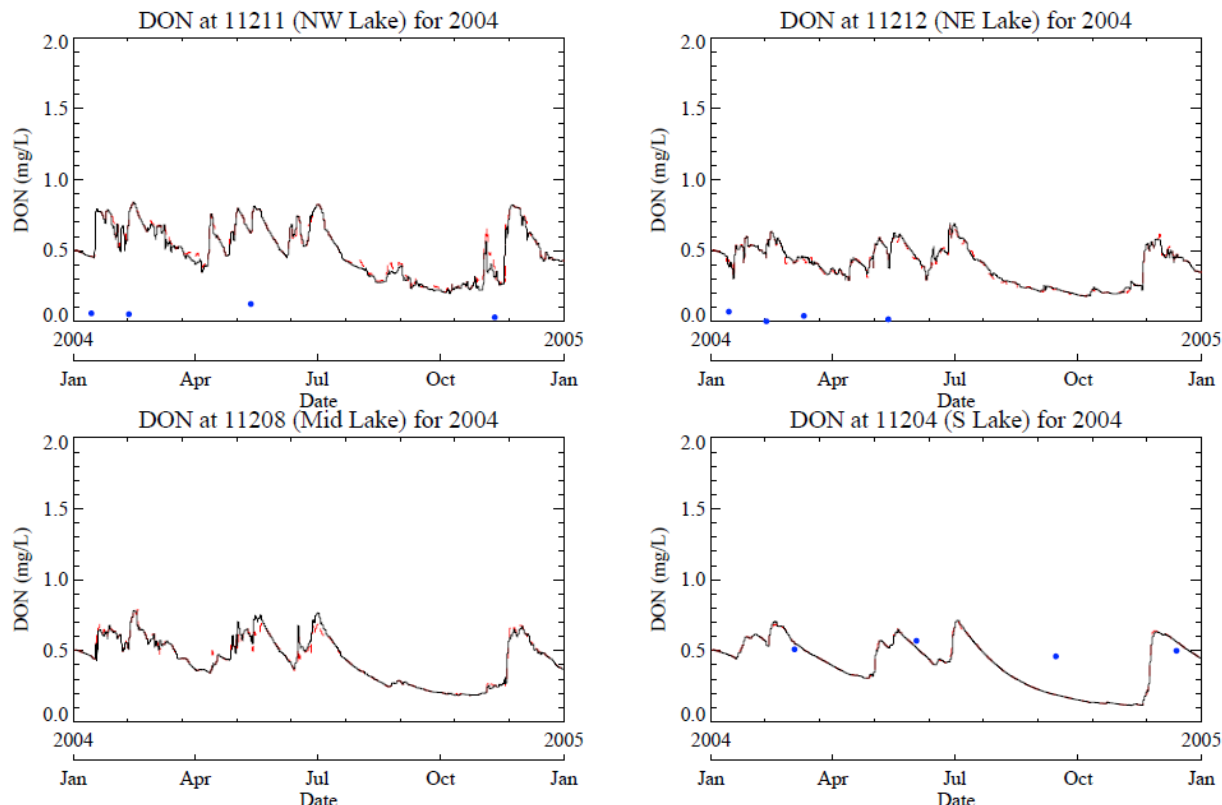 DON at 11211 (NW Lake) for 2004
DON (mg/L)
2.0
1.5
1.0
0.5
0.0
2004 2005
Jan Apr Jul Oct Jan
Date
DON at 11212 (NE Lake) for 2004
DON (mg/L)
2.0
1.5
1.0
0.5
0.0
2004 2005
Jan Apr Jul Oct Jan
Date
DON at 11208 (Mid Lake) for 2004
DON (mg/L)
2.0
1.5
1.0
0.5
0.0
2004 2005
Jan Apr Jul Oct Jan
Date
DON at 11204 (S Lake) for 2004
DON (mg/L)
2.0
1.5
1.0
0.5
0.0
2004 2005
Jan Apr Jul Oct Jan
Date